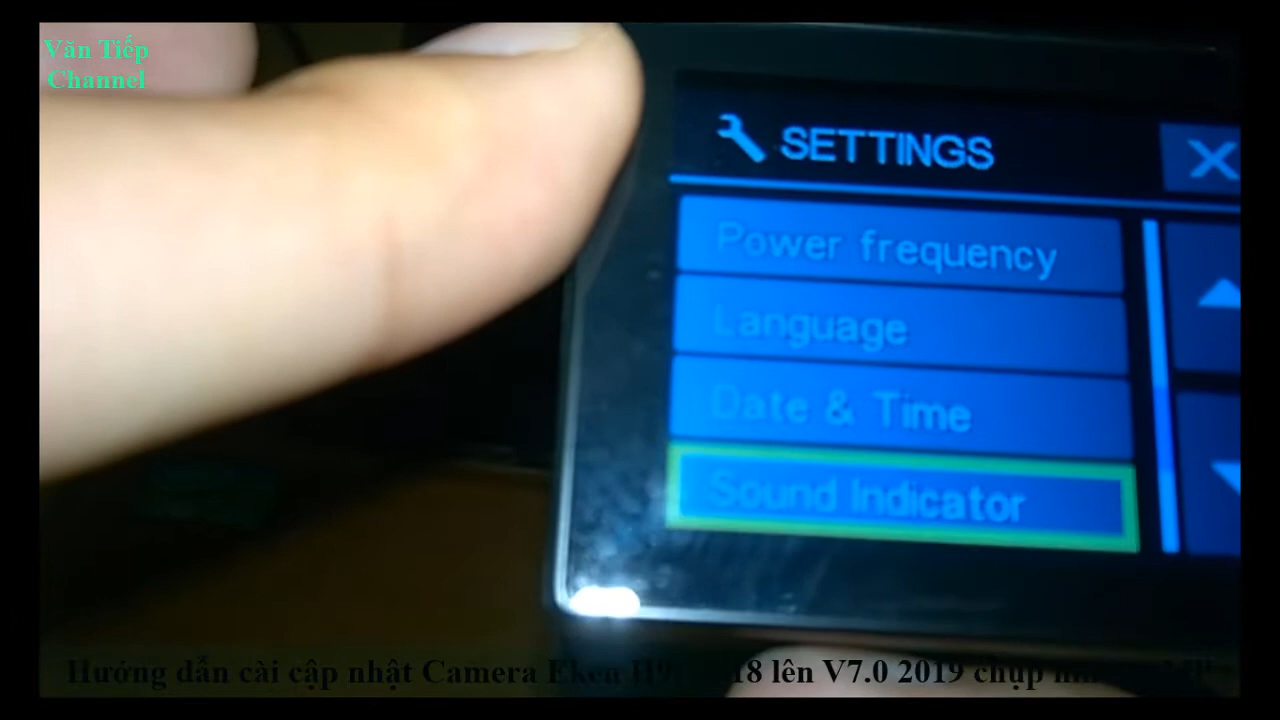 Văn Tiếp
Channel
SETTINGS
Power frequency
Language
Date & Time
Sound Indicator
Hướng dẫn cài cập nhật Camera Eken lên V7.0 2019 chụp